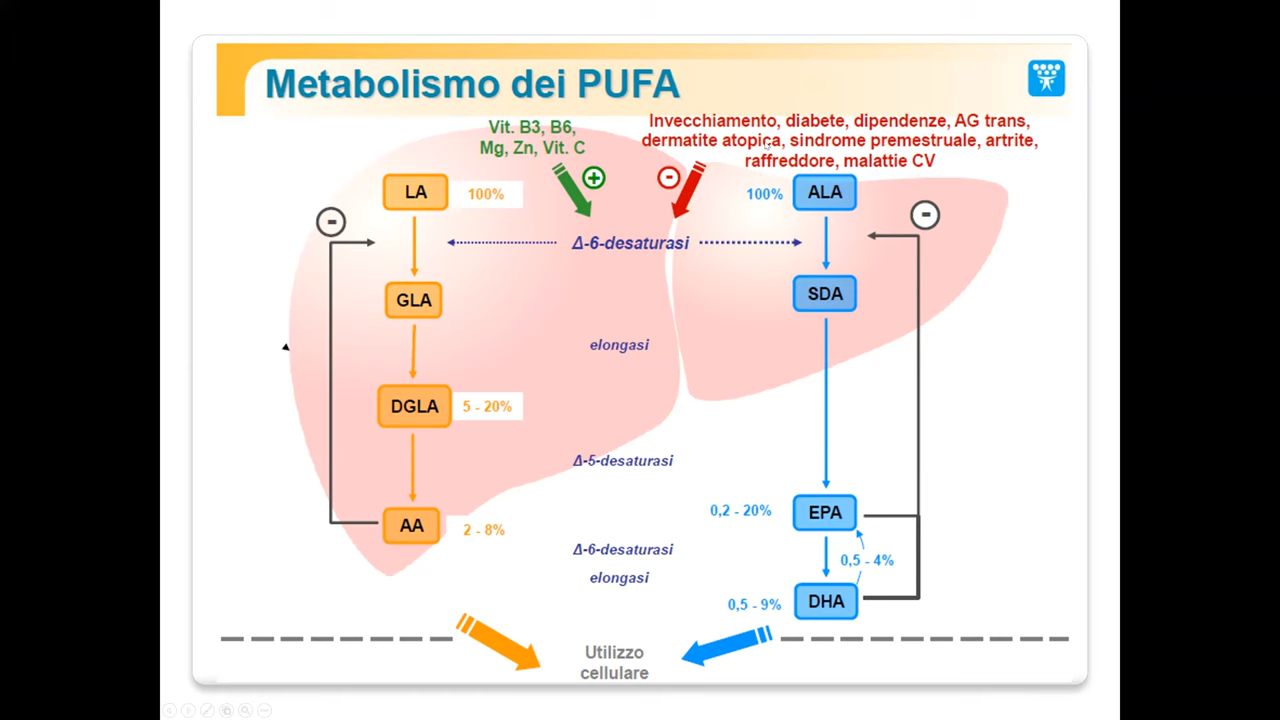 Metabolismo dei PUFA
Vit. B3, B6,
Mg, Zn, Vit. C
Invecchiamento, diabete, dipendenze, AG trans,
dermatite atopica, sindrome premestruale, artrite,
raffreddore, malattie CV
+
-
LA
100%
100%
ALA
-
-
Δ-6-desaturasi
GLA
SDA
elongasi
DGLA
5 - 20%
Δ-5-desaturasi
AA
2 - 8%
0,2 - 20%
EPA
Δ-6-desaturasi
elongasi
0,5 - 4%
0,5 - 9%
DHA
Utilizzo
cellulare